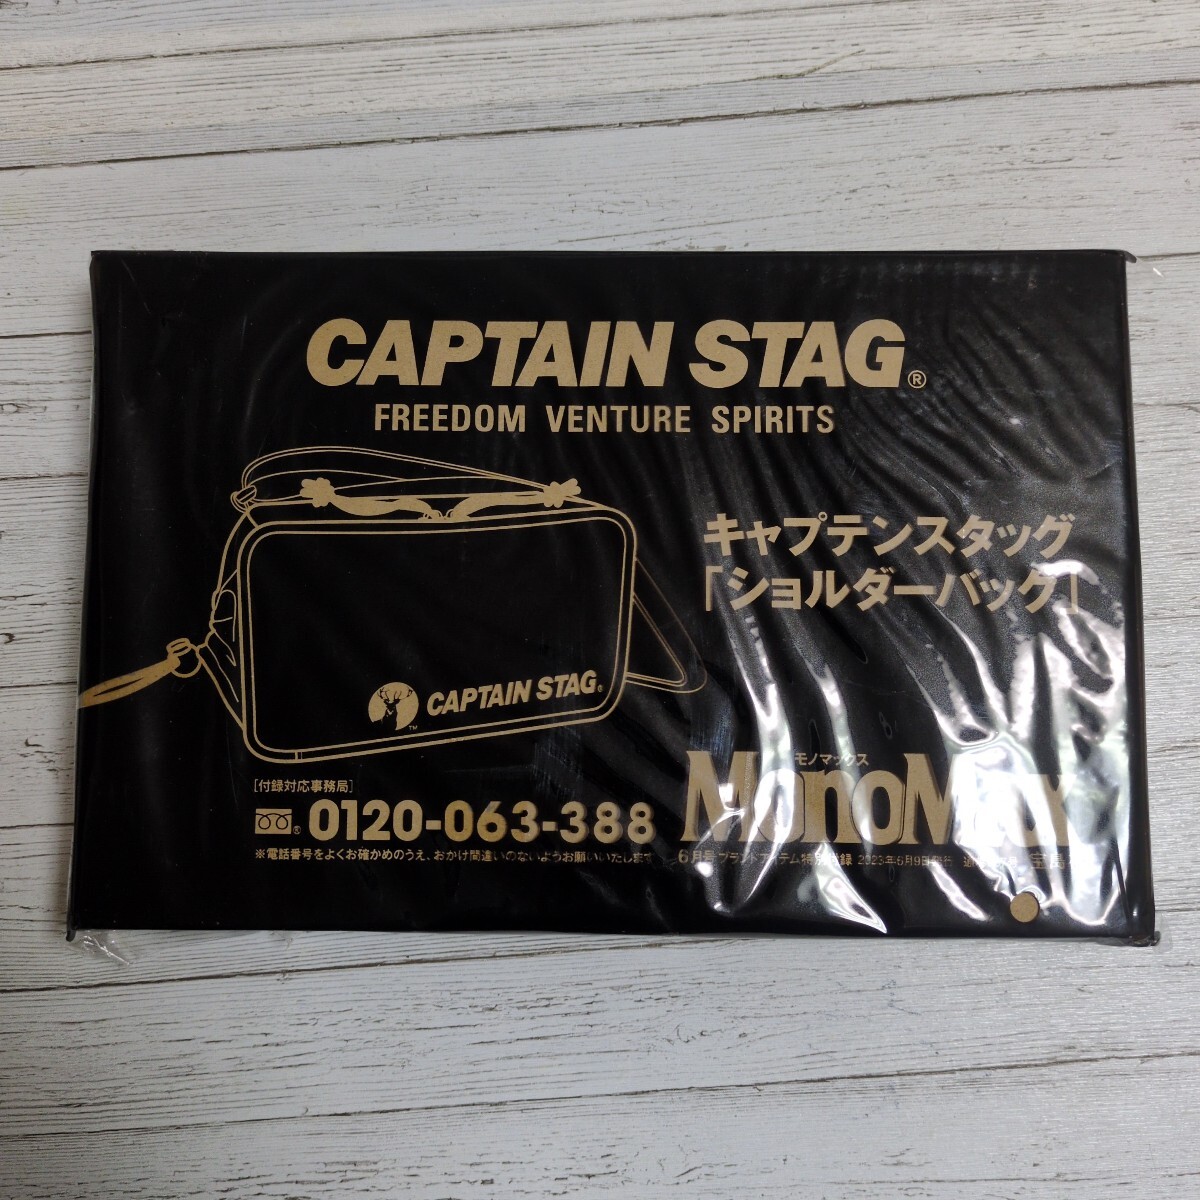 CAPTAIN STAG®
FREEDOM VENTURE SPIRITS
キャプテンスタッグ
「ショルダーバック」
CAPTAIN STAG®
TM
[付録対応事務局]
® 0120-063-388
※電話番号をよくお確かめのうえ、おかけ間違いのないようお願いいたします
モノマックス
MonoMax
6月号ブランドアイテム特別付録 2023年6月9日発行